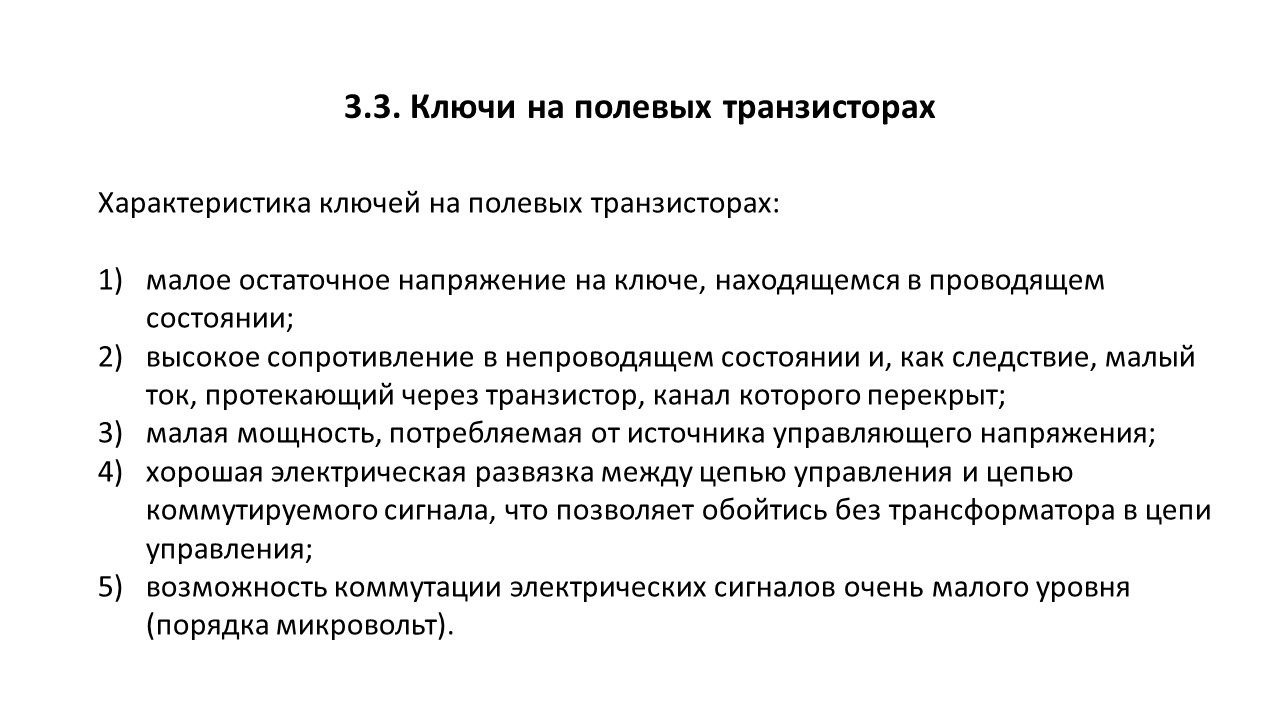 3.3. Ключи на полевых транзисторах
Характеристика ключей на полевых транзисторах:
1) малое остаточное напряжение на ключе, находящемся в проводящем
состоянии;
2) высокое сопротивление в непроводящем состоянии и, как следствие, малый
ток, протекающий через транзистор, канал которого перекрыт;
3) малая мощность, потребляемая от источника управляющего напряжения;
4) хорошая электрическая развязка между цепью управления и цепью
коммутируемого сигнала, что позволяет обойтись без трансформатора в цепи
управления;
5) возможность коммутации электрических сигналов очень малого уровня
(порядка микровольт).